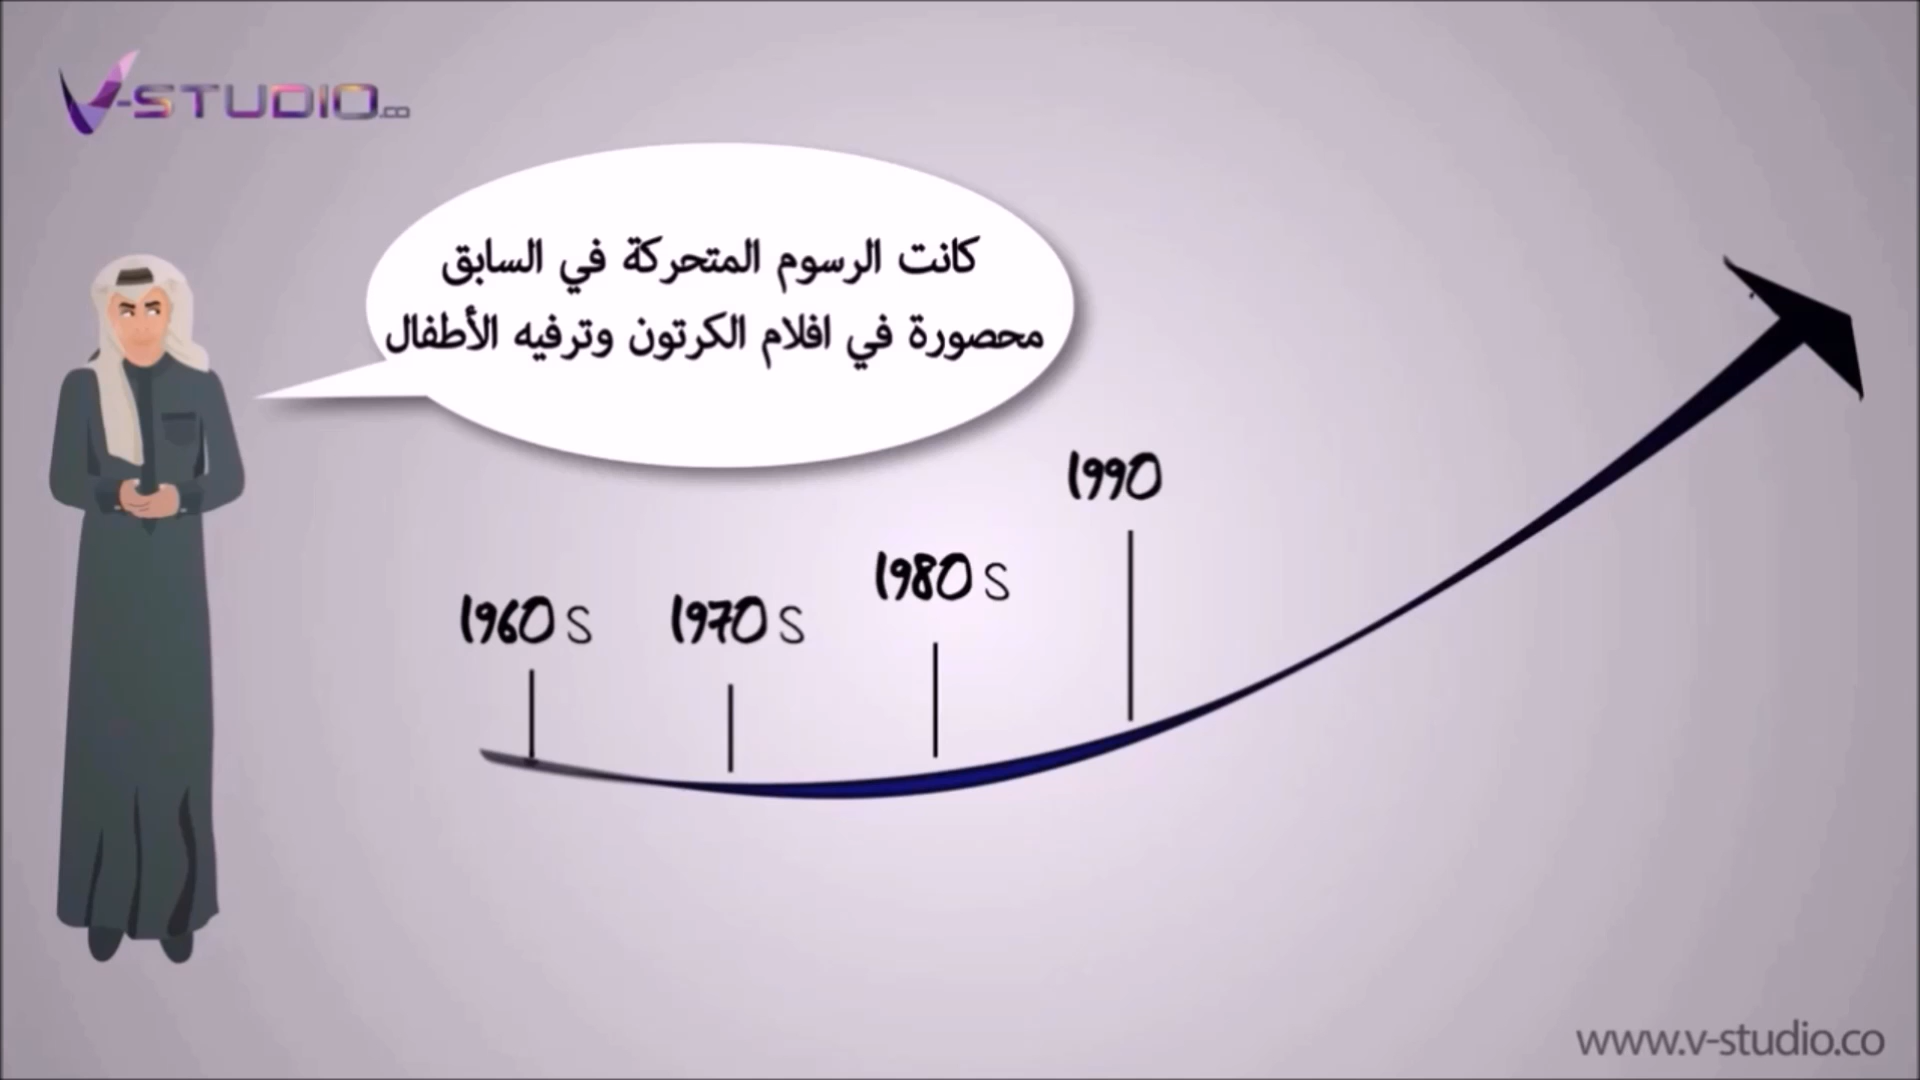 V-STUDIO.co
كانت الرسوم المتحركة في السابق
محصورة في افلام الكرتون وترفيه الأطفال
1960 s
1970 s
1980 s
1990
www.v-studio.co